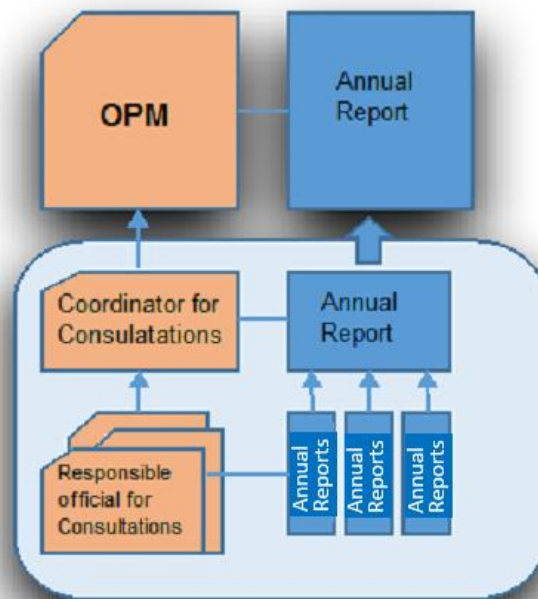 OPM
Annual
Report
Coordinator for
Consulatations
Annual
Report
Responsible
official for
Consultations
Annual
Reports
Annual
Reports
Annual
Reports